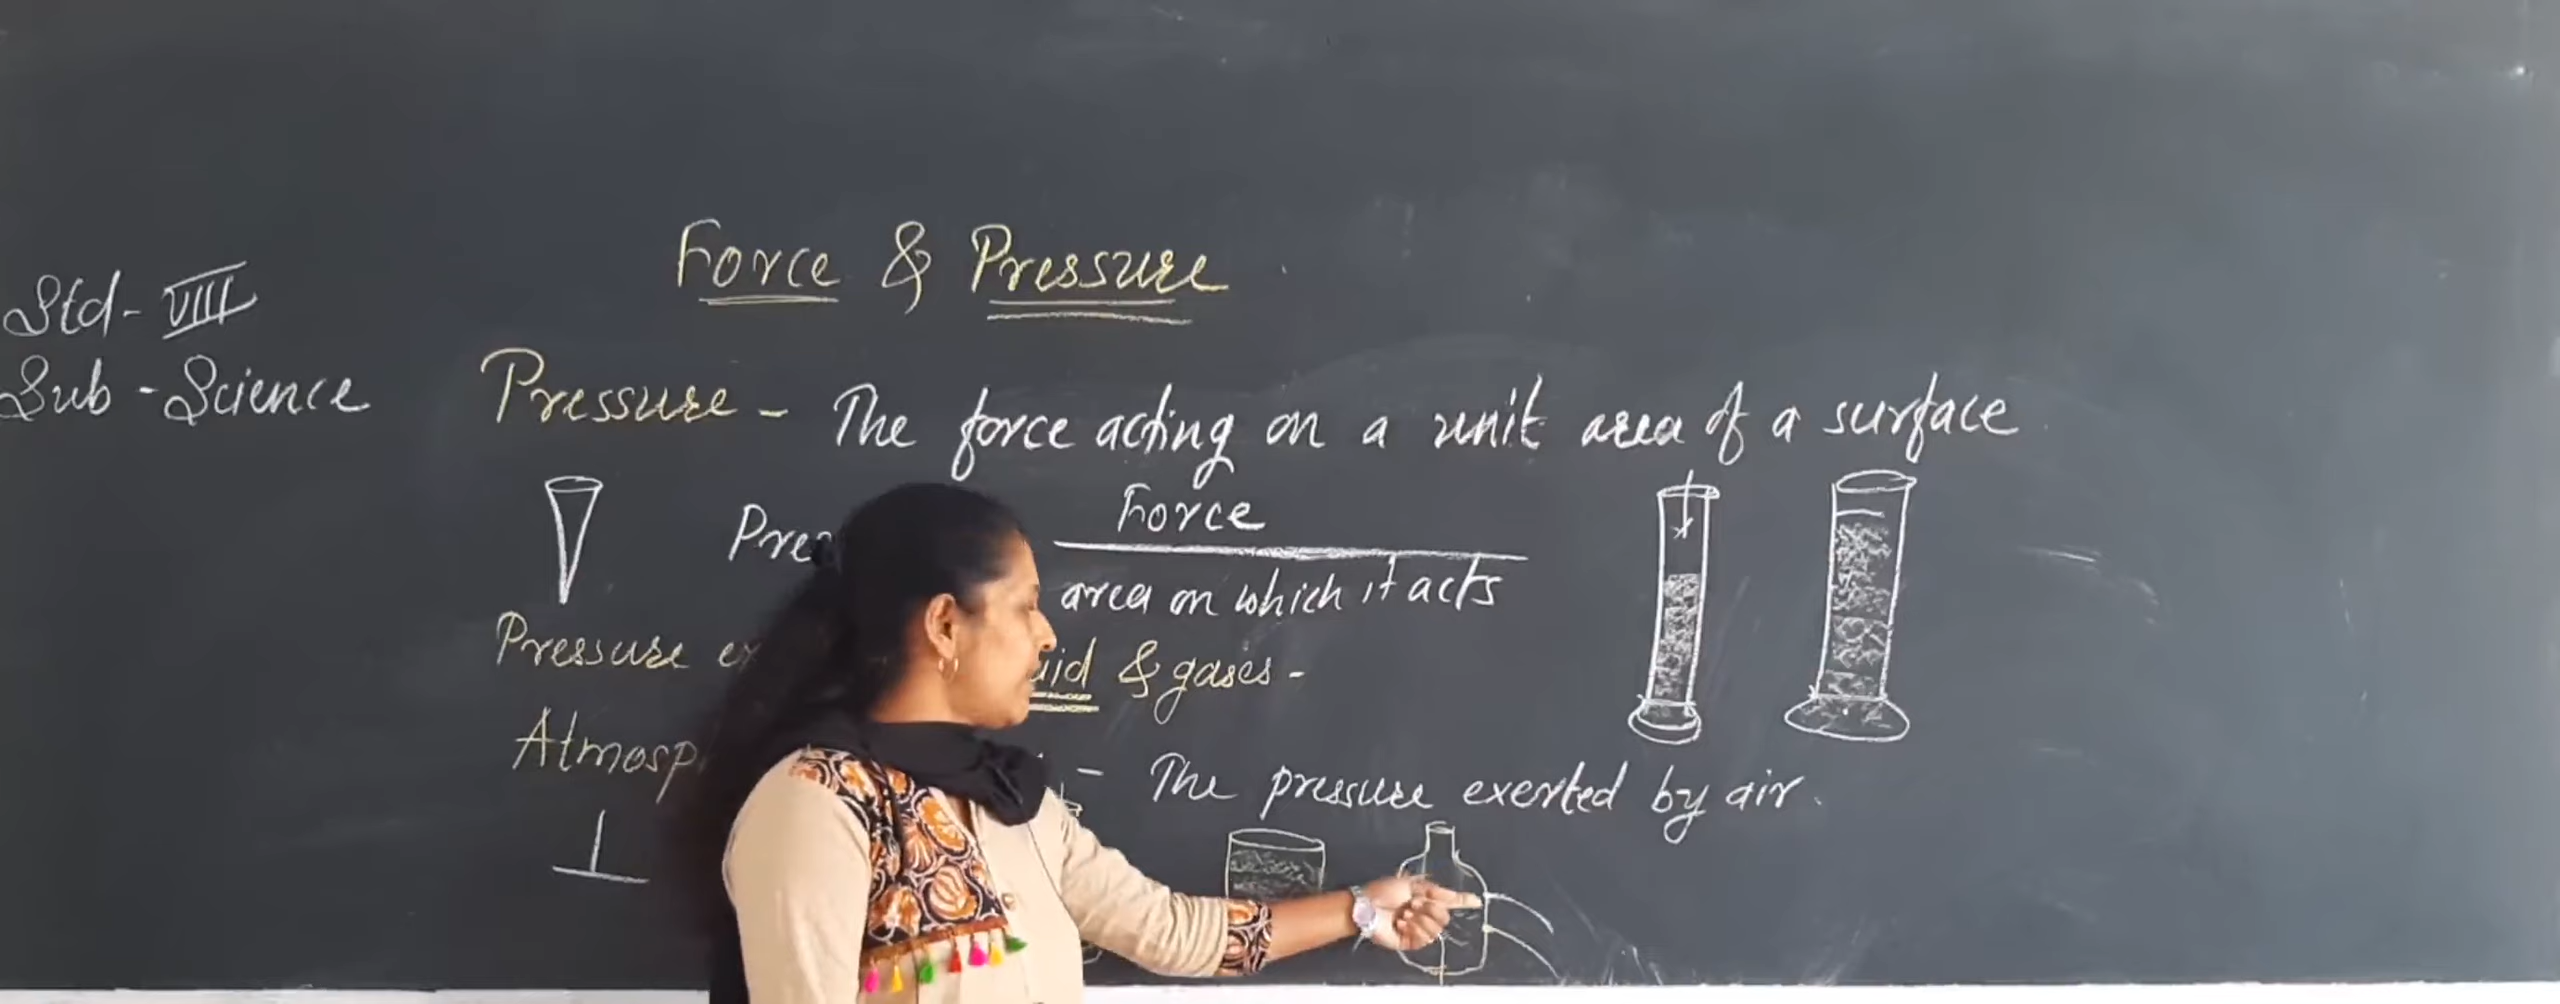 Force & Pressure
Std - VIII
Sub - Science
Pressure - The force acting on a unit area of a surface
Force
area on which it acts
Pressure & gases -
- The pressure exerted by air.